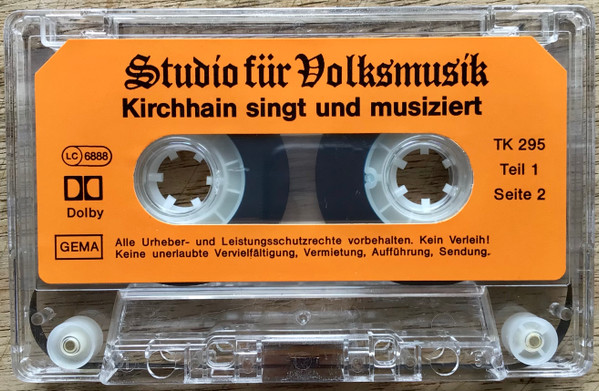 Studio für Volksmusik
Kirchhain singt und musiziert
LC 6888
TK 295
Teil 1
Seite 2
Dolby
GEMA
Alle Urheber- und Leistungsschutzrechte vorbehalten. Kein Verleih!
Keine unerlaubte Vervielfältigung, Vermietung, Aufführung, Sendung.